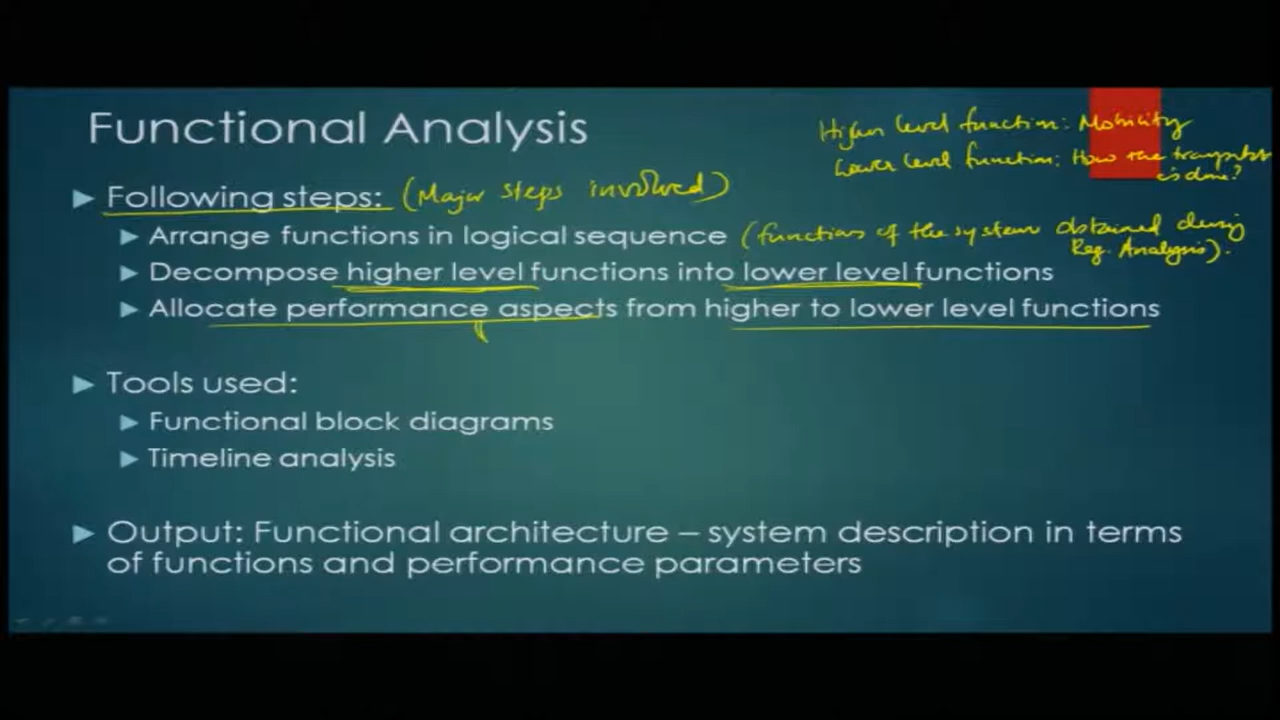 Functional Analysis
Higher level function: Mobility
Lower level function: How the transportation
is done?
Following steps: (Major steps involved)
Arrange functions in logical sequence (functions of the system obtained during
Req. Analysis).
Decompose higher level functions into lower level functions
Allocate performance aspects from higher to lower level functions
Tools used:
Functional block diagrams
Timeline analysis
Output: Functional architecture – system description in terms
of functions and performance parameters